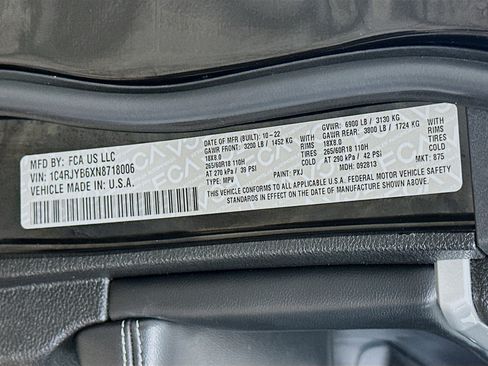 MFD BY: FCA US LLC
VIN: 1C4RJYB6XN8718006
VEHICLE MADE IN U.S.A.
DATE OF MFR (BUILT): 10-22
GVWR: 6900 LB / 3130 KG
GAWR FRONT: 3200 LB / 1452 KG WITH
GAWR REAR: 3800 LB / 1724 KG WITH
18X8.0 RIMS
18X8.0 RIMS
265/60R18 110H TIRES
265/60R18 110H TIRES
AT 270 kPa / 39 PSI COLD
AT 290 kPa / 42 PSI COLD
TYPE: MPV PAINT: PXJ MDH: 092813 MKT: 875
THIS VEHICLE CONFORMS TO ALL APPLICABLE U.S.A. FEDERAL MOTOR VEHICLE SAFETY
STANDARDS IN EFFECT ON THE DATE OF MANUFACTURE SHOWN ABOVE.